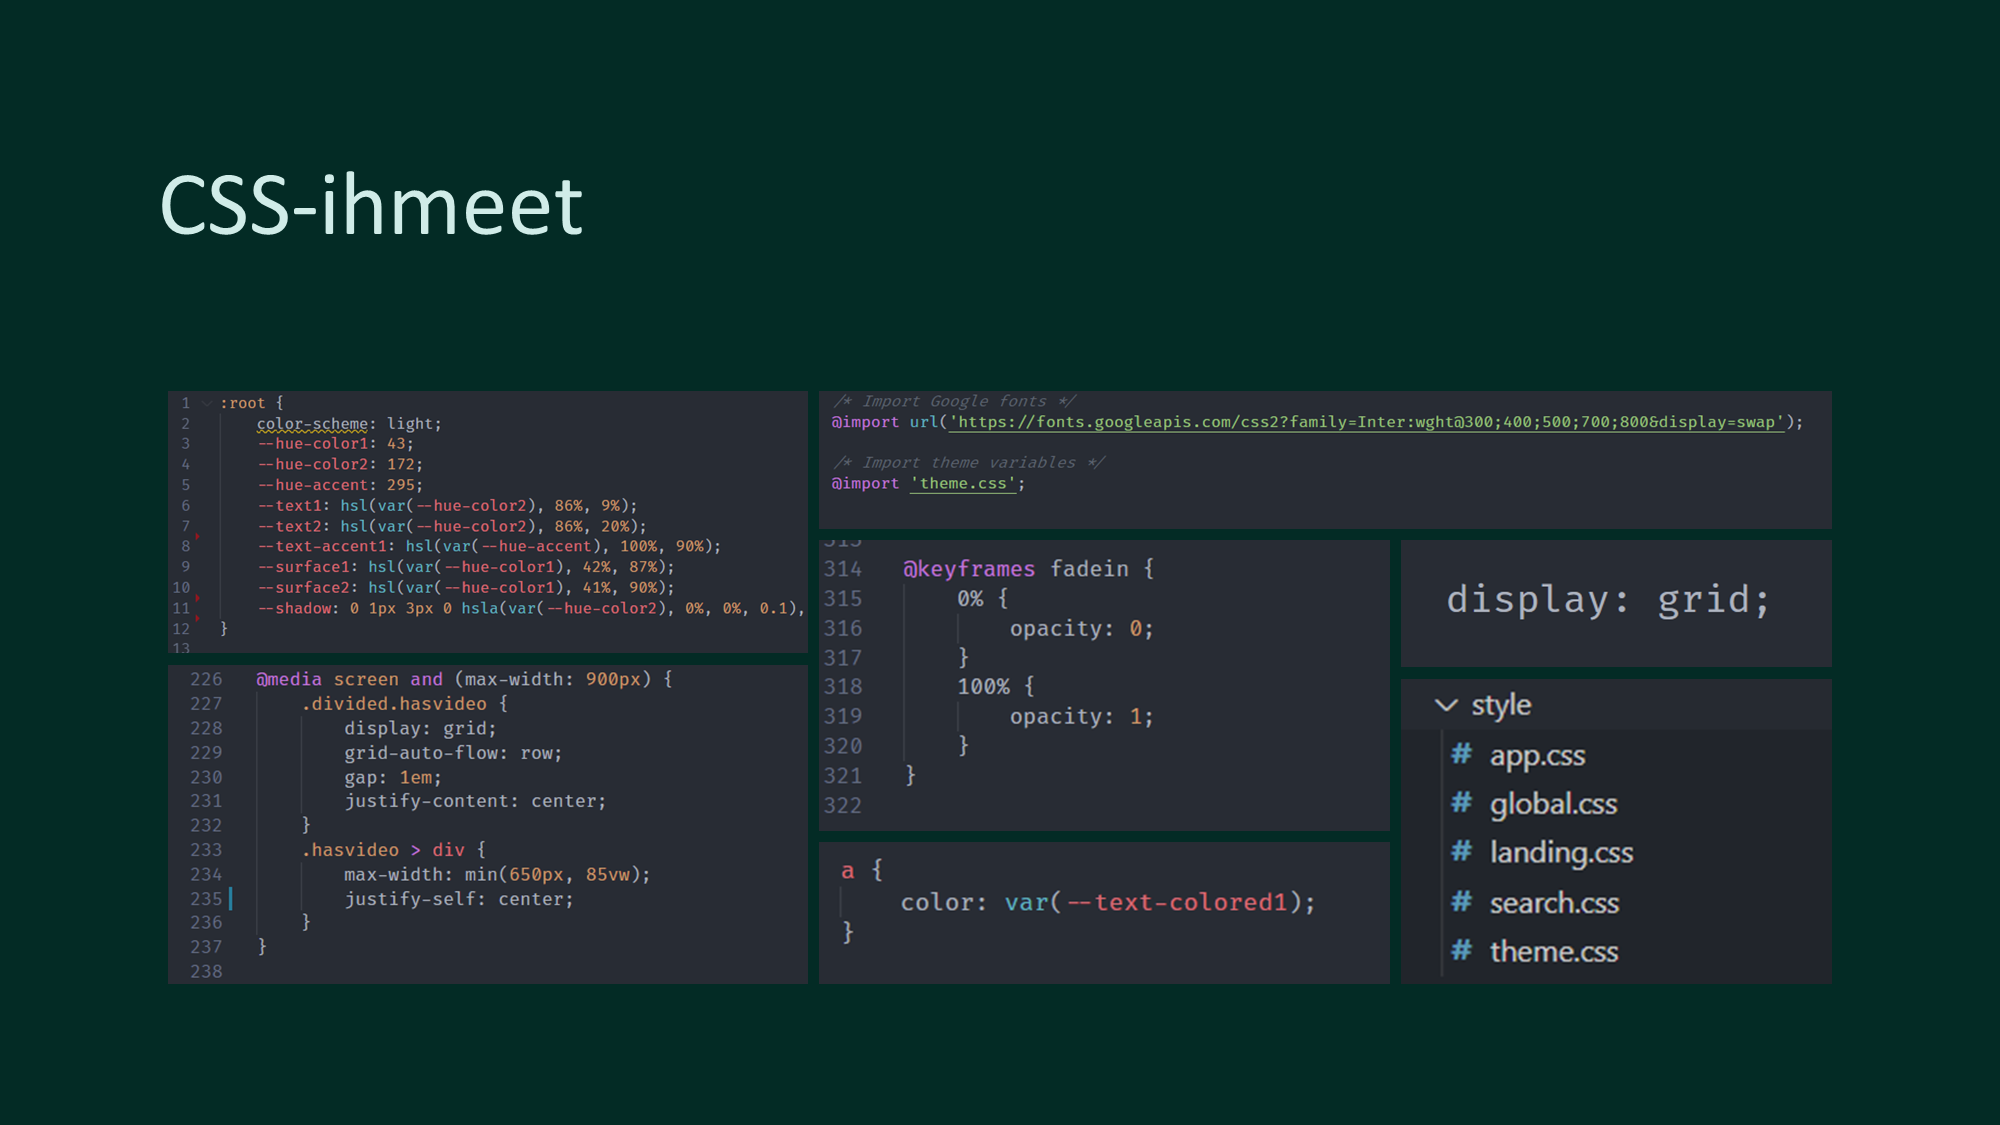 CSS-ihmeet
1 :root {
2 color-scheme: light;
3 --hue-color1: 43;
4 --hue-color2: 172;
5 --hue-accent: 295;
6 --text1: hsl(var(--hue-color2), 86%, 9%);
7 --text2: hsl(var(--hue-color2), 86%, 20%);
8 --text-accent1: hsl(var(--hue-accent), 100%, 90%);
9 --surface1: hsl(var(--hue-color1), 42%, 87%);
10 --surface2: hsl(var(--hue-color1), 41%, 90%);
11 --shadow: 0 1px 3px 0 hsla(var(--hue-color2), 0%, 0%, 0.1),
12 }
13
226 @media screen and (max-width: 900px) {
227 .divided.hasvideo {
228 display: grid;
229 grid-auto-flow: row;
230 gap: 1em;
231 justify-content: center;
232 }
233 .hasvideo > div {
234 max-width: min(650px, 85vw);
235 justify-self: center;
236 }
237 }
238
/* Import Google fonts */
@import url('https://fonts.googleapis.com/css2?family=Inter:wght@300;400;500;700;800&display=swap');
/* Import theme variables */
@import 'theme.css';
313
314 @keyframes fadein {
315 0% {
316 opacity: 0;
317 }
318 100% {
319 opacity: 1;
320 }
321 }
322
a {
color: var(--text-colored1);
}
display: grid;
style
# app.css
# global.css
# landing.css
# search.css
# theme.css